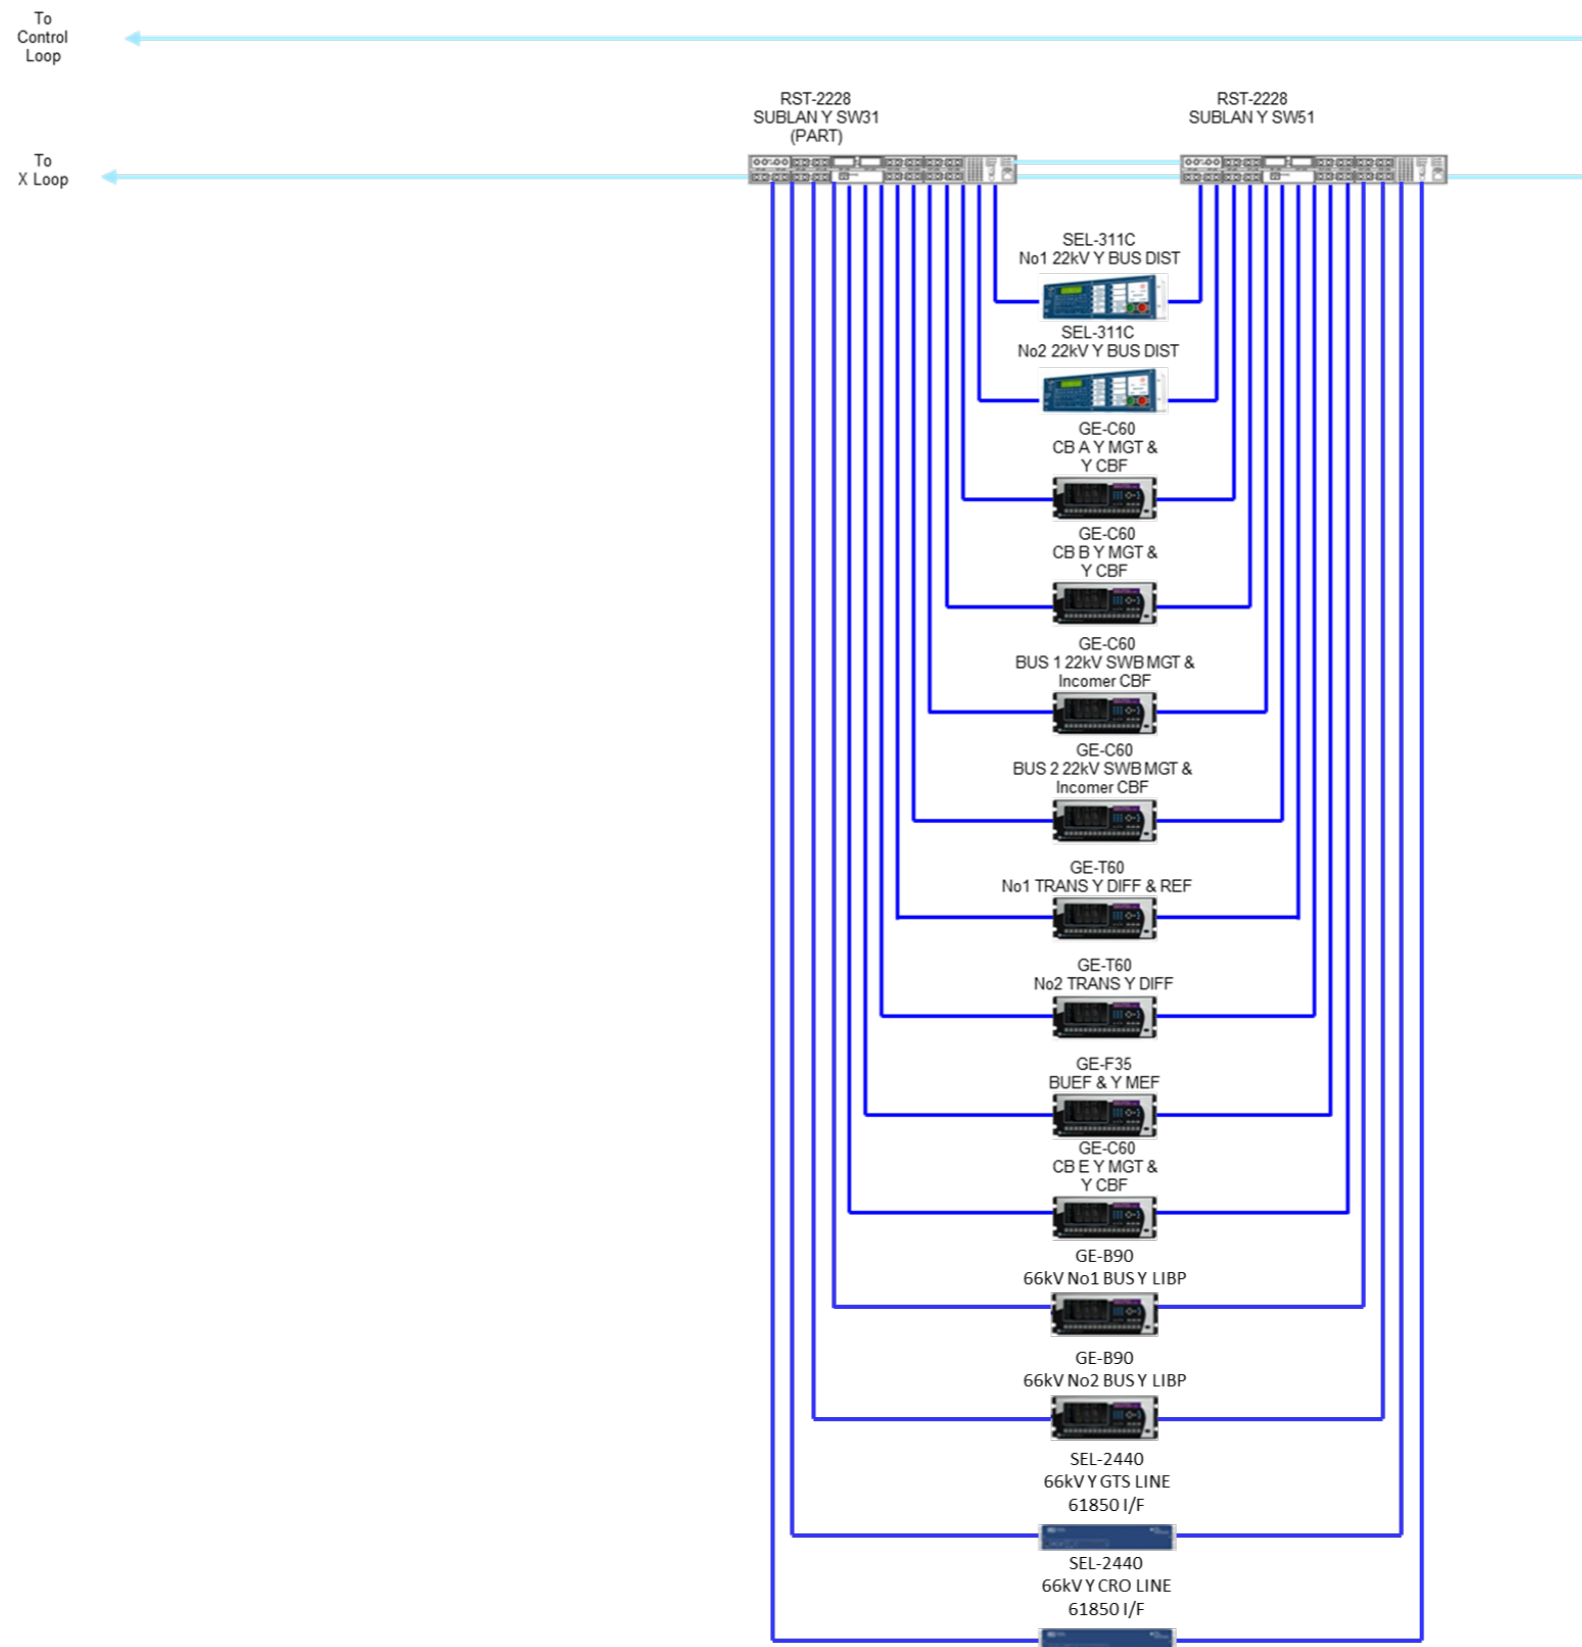 To
Control
Loop
RST-2228
SUBLAN Y SW31
(PART)
RST-2228
SUBLAN Y SW51
To
X Loop
SEL-311C
No1 22kV Y BUS DIST
SEL-311C
No2 22kV Y BUS DIST
GE-C60
CB A Y MGT &
Y CBF
GE-C60
CB B Y MGT &
Y CBF
GE-C60
BUS 1 22kV SWB MGT &
Incomer CBF
GE-C60
BUS 2 22kV SWB MGT &
Incomer CBF
GE-T60
No1 TRANS Y DIFF & REF
GE-T60
No2 TRANS Y DIFF
GE-F35
BUEF & Y MEF
GE-C60
CB E Y MGT &
Y CBF
GE-B90
66kV No1 BUS Y LIBP
GE-B90
66kV No2 BUS Y LIBP
SEL-2440
66kV Y GTS LINE
61850 I/F
SEL-2440
66kV Y CRO LINE
61850 I/F